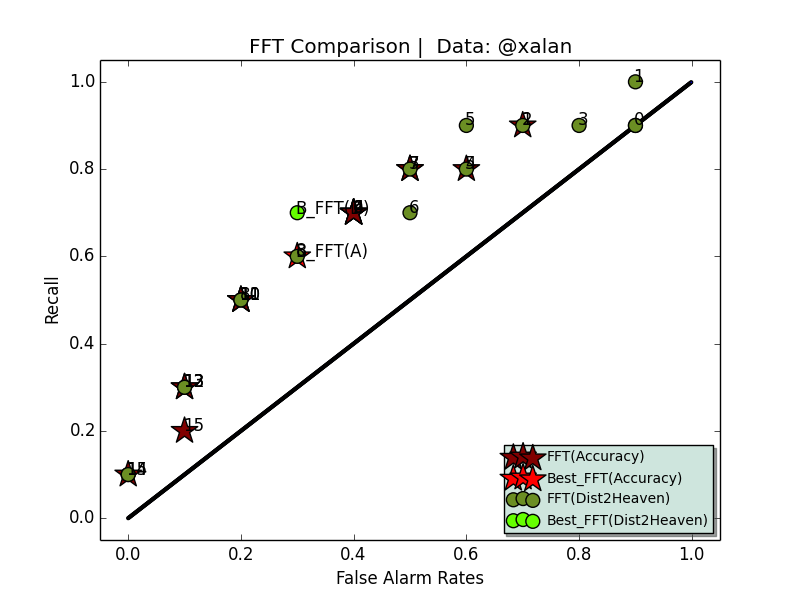 FFT Comparison |  Data: @xalan
1.0
0.8
0.6
0.4
0.2
0.0
Recall
1
5
2
3
0
6
B_FFT(A)
15
0.0
0.2
0.4
0.6
0.8
1.0
False Alarm Rates
FFT(Accuracy)
Best_FFT(Accuracy)
FFT(Dist2Heaven)
Best_FFT(Dist2Heaven)